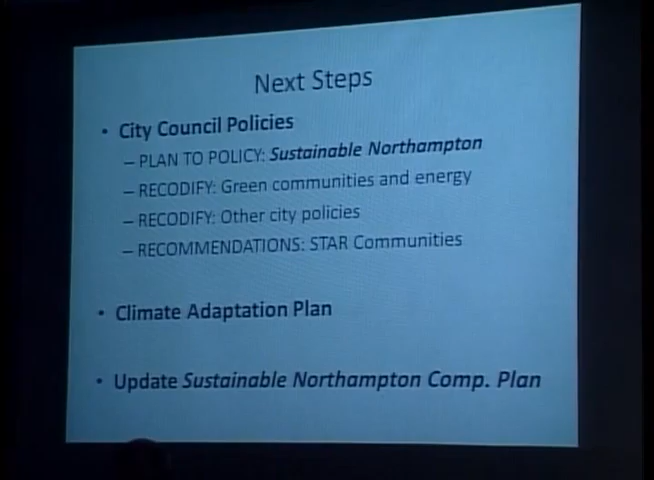 Next Steps
• City Council Policies
– PLAN TO POLICY: Sustainable Northampton
– RECODIFY: Green communities and energy
– RECODIFY: Other city policies
– RECOMMENDATIONS: STAR Communities
• Climate Adaptation Plan
• Update Sustainable Northampton Comp. Plan